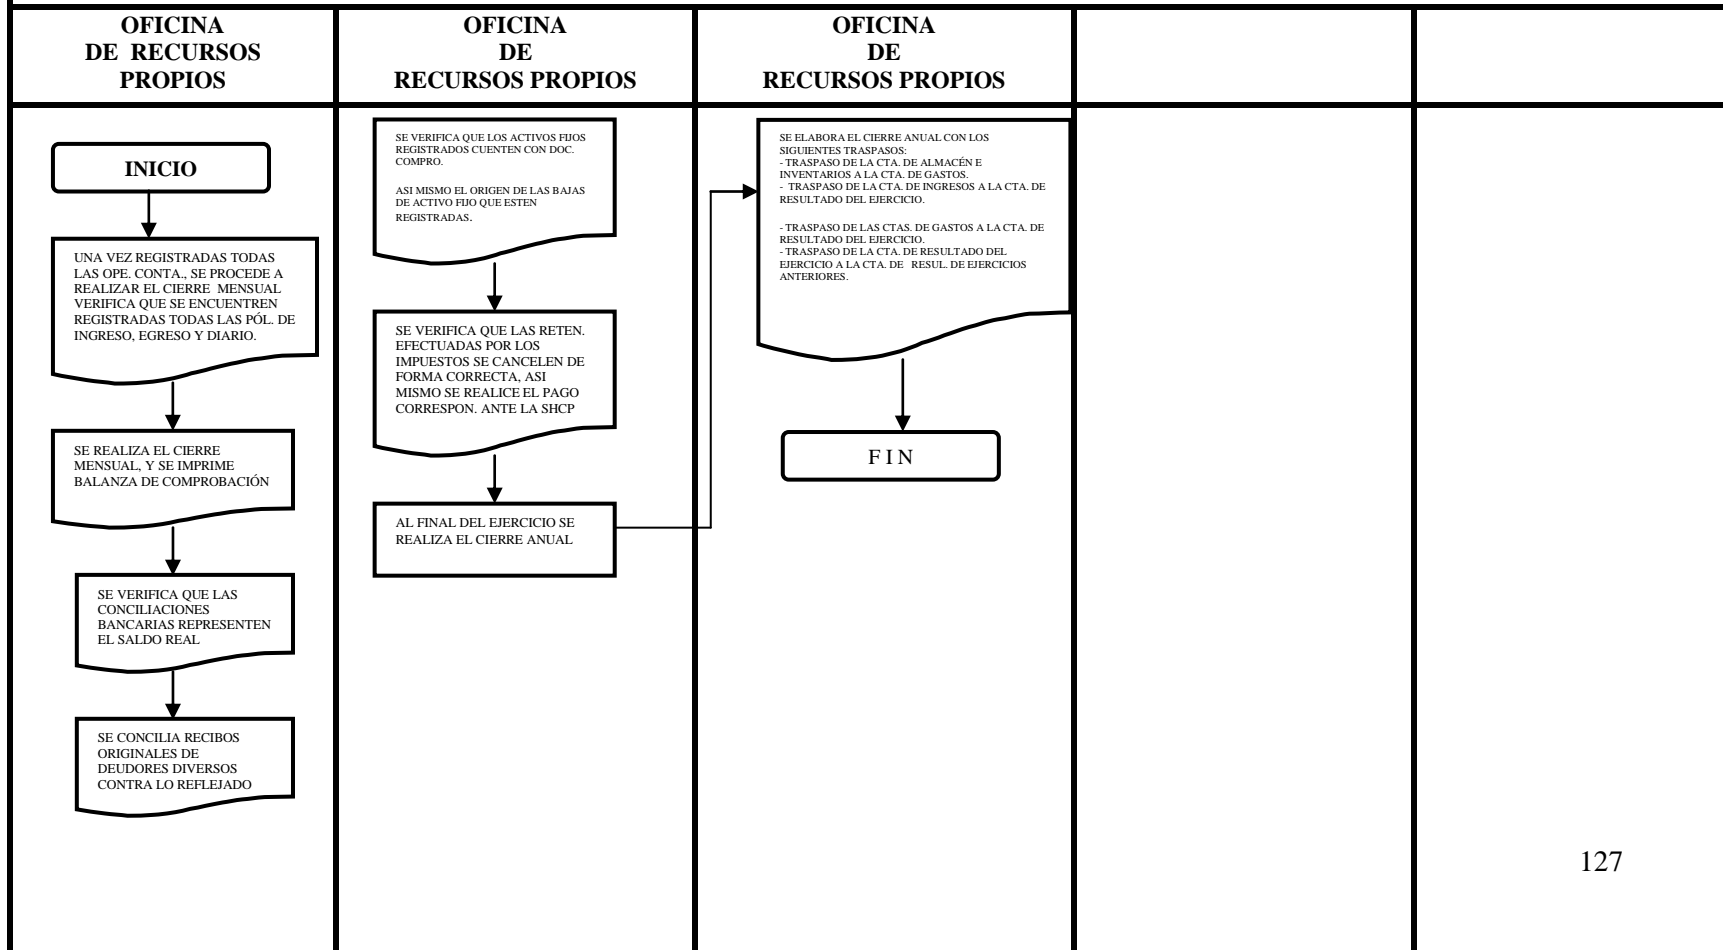 OFICINA
DE RECURSOS
PROPIOS
OFICINA
DE
RECURSOS PROPIOS
OFICINA
DE
RECURSOS PROPIOS
INICIO
UNA VEZ REGISTRADAS TODAS
LAS OPE. CONTA., SE PROCEDE A
REALIZAR EL CIERRE MENSUAL
VERIFICA QUE SE ENCUENTREN
REGISTRADAS TODAS LAS PÓL. DE
INGRESO, EGRESO Y DIARIO.
SE REALIZA EL CIERRE
MENSUAL, Y SE IMPRIME
BALANZA DE COMPROBACIÓN
SE VERIFICA QUE LAS
CONCILIACIONES
BANCARIAS REPRESENTEN
EL SALDO REAL
SE CONCILIA RECIBOS
ORIGINALES DE
DEUDORES DIVERSOS
CONTRA LO REFLEJADO
SE VERIFICA QUE LOS ACTIVOS FIJOS
REGISTRADOS CUENTEN CON DOC.
COMPRO.
ASI MISMO EL ORIGEN DE LAS BAJAS
DE ACTIVO FIJO QUE ESTEN
REGISTRADAS.
SE VERIFICA QUE LAS RETEN.
EFECTUADAS POR LOS
IMPUESTOS SE CANCELEN DE
FORMA CORRECTA, ASI
MISMO SE REALICE EL PAGO
CORRESPON. ANTE LA SHCP
AL FINAL DEL EJERCICIO SE
REALIZA EL CIERRE ANUAL
SE ELABORA EL CIERRE ANUAL CON LOS
SIGUIENTES TRASPASOS:
- TRASPASO DE LA CTA. DE ALMACÉN E
INVENTARIOS A LA CTA. DE GASTOS.
- TRASPASO DE LA CTA. DE INGRESOS A LA CTA. DE
RESULTADO DEL EJERCICIO.
- TRASPASO DE LAS CTAS. DE GASTOS A LA CTA. DE
RESULTADO DEL EJERCICIO.
- TRASPASO DE LA CTA. DE RESULTADO DEL
EJERCICIO A LA CTA. DE RESUL. DE EJERCICIOS
ANTERIORES.
F I N
127